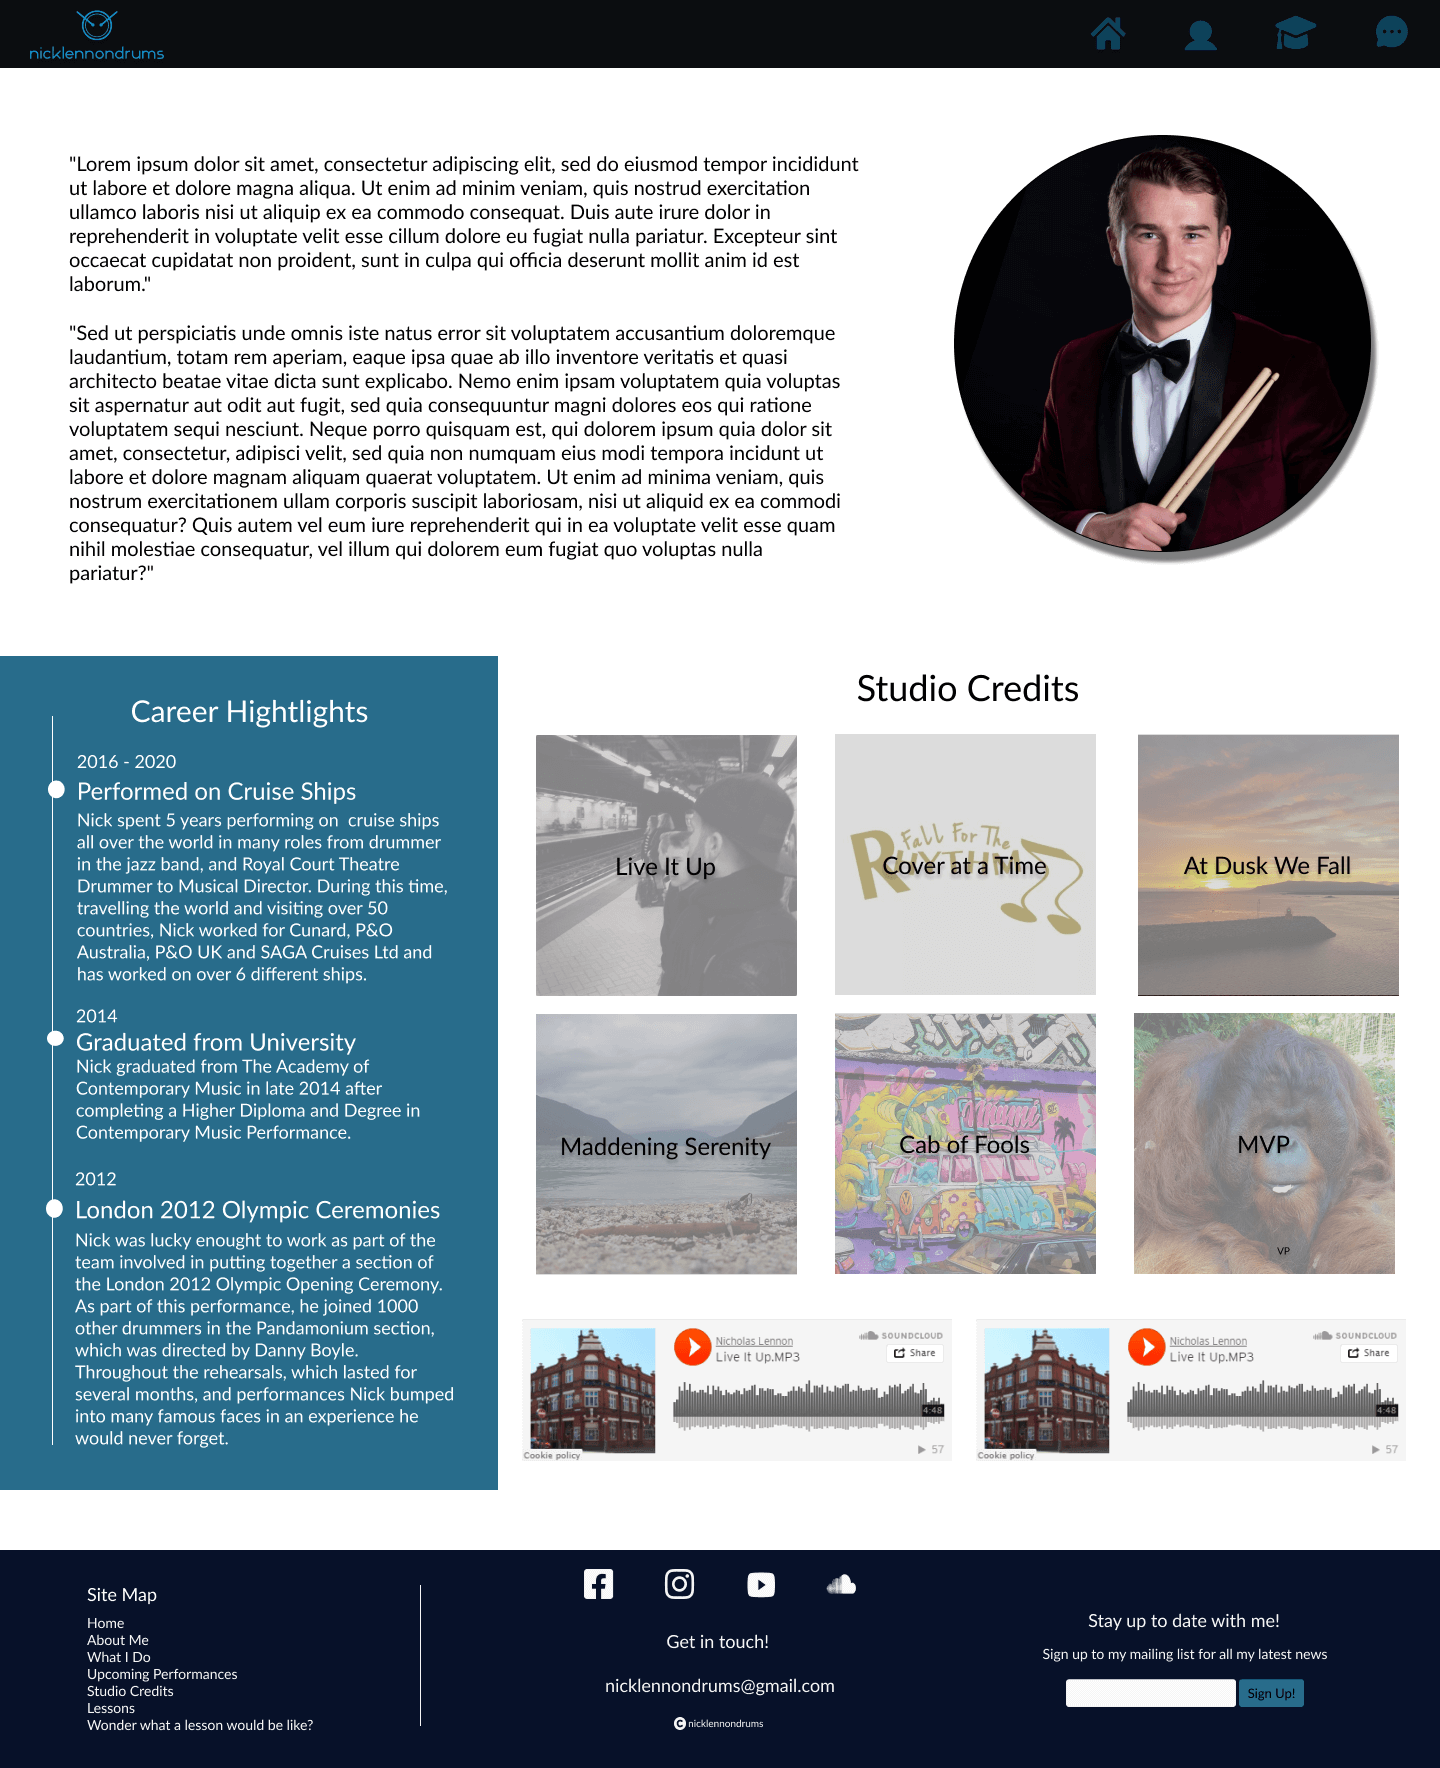 nicklennondrums
"Lorem ipsum dolor sit amet, consectetur adipiscing elit, sed do eiusmod tempor incididunt
ut labore et dolore magna aliqua. Ut enim ad minim veniam, quis nostrud exercitation
ullamco laboris nisi ut aliquip ex ea commodo consequat. Duis aute irure dolor in
reprehenderit in voluptate velit esse cillum dolore eu fugiat nulla pariatur. Excepteur sint
occaecat cupidatat non proident, sunt in culpa qui officia deserunt mollit anim id est
laborum."
"Sed ut perspiciatis unde omnis iste natus error sit voluptatem accusantium doloremque
laudantium, totam rem aperiam, eaque ipsa quae ab illo inventore veritatis et quasi
architecto beatae vitae dicta sunt explicabo. Nemo enim ipsam voluptatem quia voluptas
sit aspernatur aut odit aut fugit, sed quia consequuntur magni dolores eos qui ratione
voluptatem sequi nesciunt. Neque porro quisquam est, qui dolorem ipsum quia dolor sit
amet, consectetur, adipisci velit, sed quia non numquam eius modi tempora incidunt ut
labore et dolore magnam aliquam quaerat voluptatem. Ut enim ad minima veniam, quis
nostrum exercitationem ullam corporis suscipit laboriosam, nisi ut aliquid ex ea commodi
consequatur? Quis autem vel eum iure reprehenderit qui in ea voluptate velit esse quam
nihil molestiae consequatur, vel illum qui dolorem eum fugiat quo voluptas nulla
pariatur?"
Career Hightlights
2016 - 2020
Performed on Cruise Ships
Nick spent 5 years performing on cruise ships
all over the world in many roles from drummer
in the jazz band, and Royal Court Theatre
Drummer to Musical Director. During this time,
travelling the world and visiting over 50
countries, Nick worked for Cunard, P&O
Australia, P&O UK and SAGA Cruises Ltd and
has worked on over 6 different ships.
2014
Graduated from University
Nick graduated from The Academy of
Contemporary Music in late 2014 after
completing a Higher Diploma and Degree in
Contemporary Music Performance.
2012
London 2012 Olympic Ceremonies
Nick was lucky enought to work as part of the
team involved in putting together a section of
the London 2012 Olympic Opening Ceremony.
As part of this performance, he joined 1000
other drummers in the Pandamonium section,
which was directed by Danny Boyle.
Throughout the rehearsals, which lasted for
several months, and performances Nick bumped
into many famous faces in an experience he
would never forget.
Studio Credits
Live It Up
Fall For The
RHYTHM
Cover at a Time
At Dusk We Fall
Maddening Serenity
Miami
Cab of Fools
MVP
VP
Nicholas Lennon
Live It Up.MP3
SOUNDCLOUD
Share
4:48
57
Cookie policy
Nicholas Lennon
Live It Up.MP3
SOUNDCLOUD
Share
4:48
57
Cookie policy
Site Map
Home
About Me
What I Do
Upcoming Performances
Studio Credits
Lessons
Wonder what a lesson would be like?
Get in touch!
nicklennondrums@gmail.com
© nicklennondrums
Stay up to date with me!
Sign up to my mailing list for all my latest news
Sign Up!